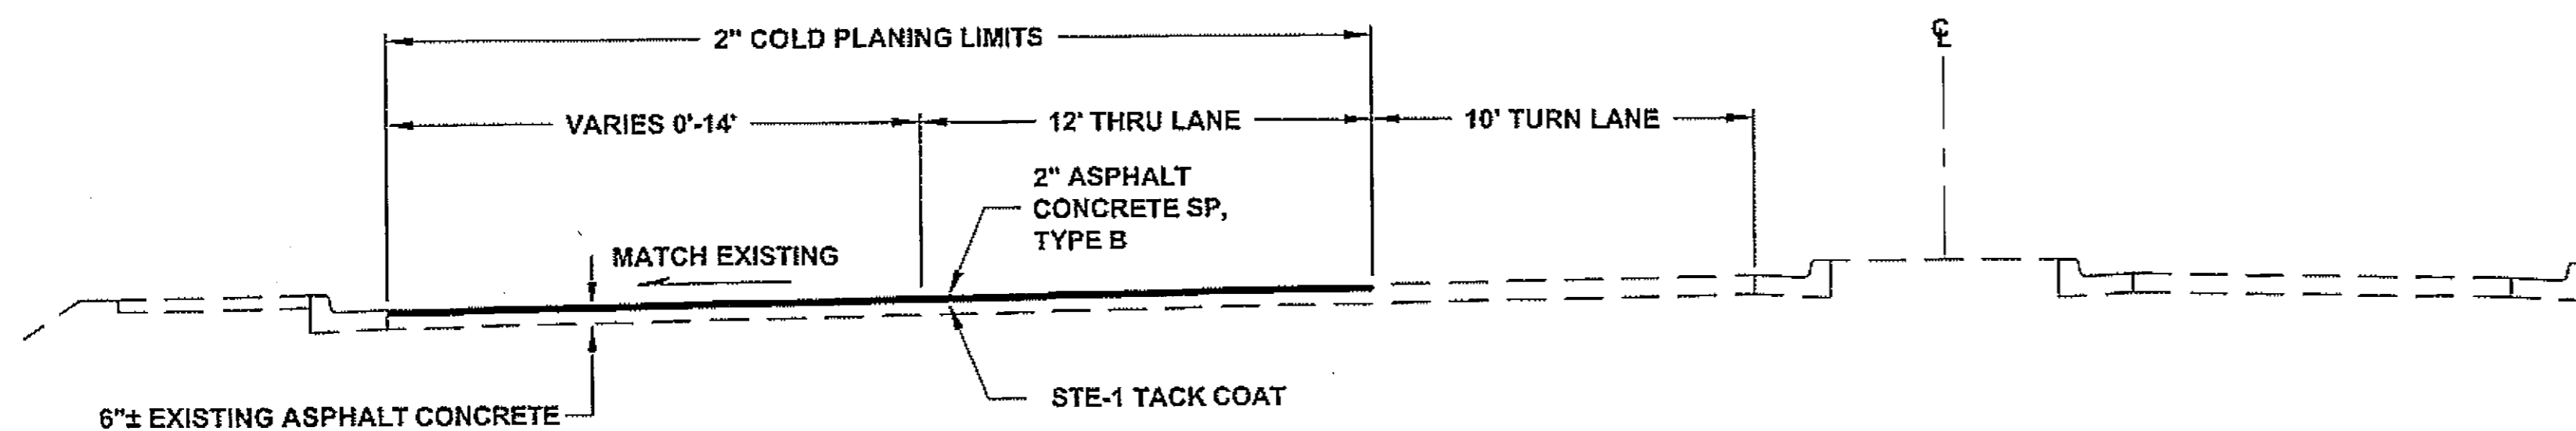 2" COLD PLANING LIMITS
℄
VARIES 0'-14'
12' THRU LANE
10' TURN LANE
2" ASPHALT
CONCRETE SP,
TYPE B
MATCH EXISTING
STE-1 TACK COAT
6"± EXISTING ASPHALT CONCRETE